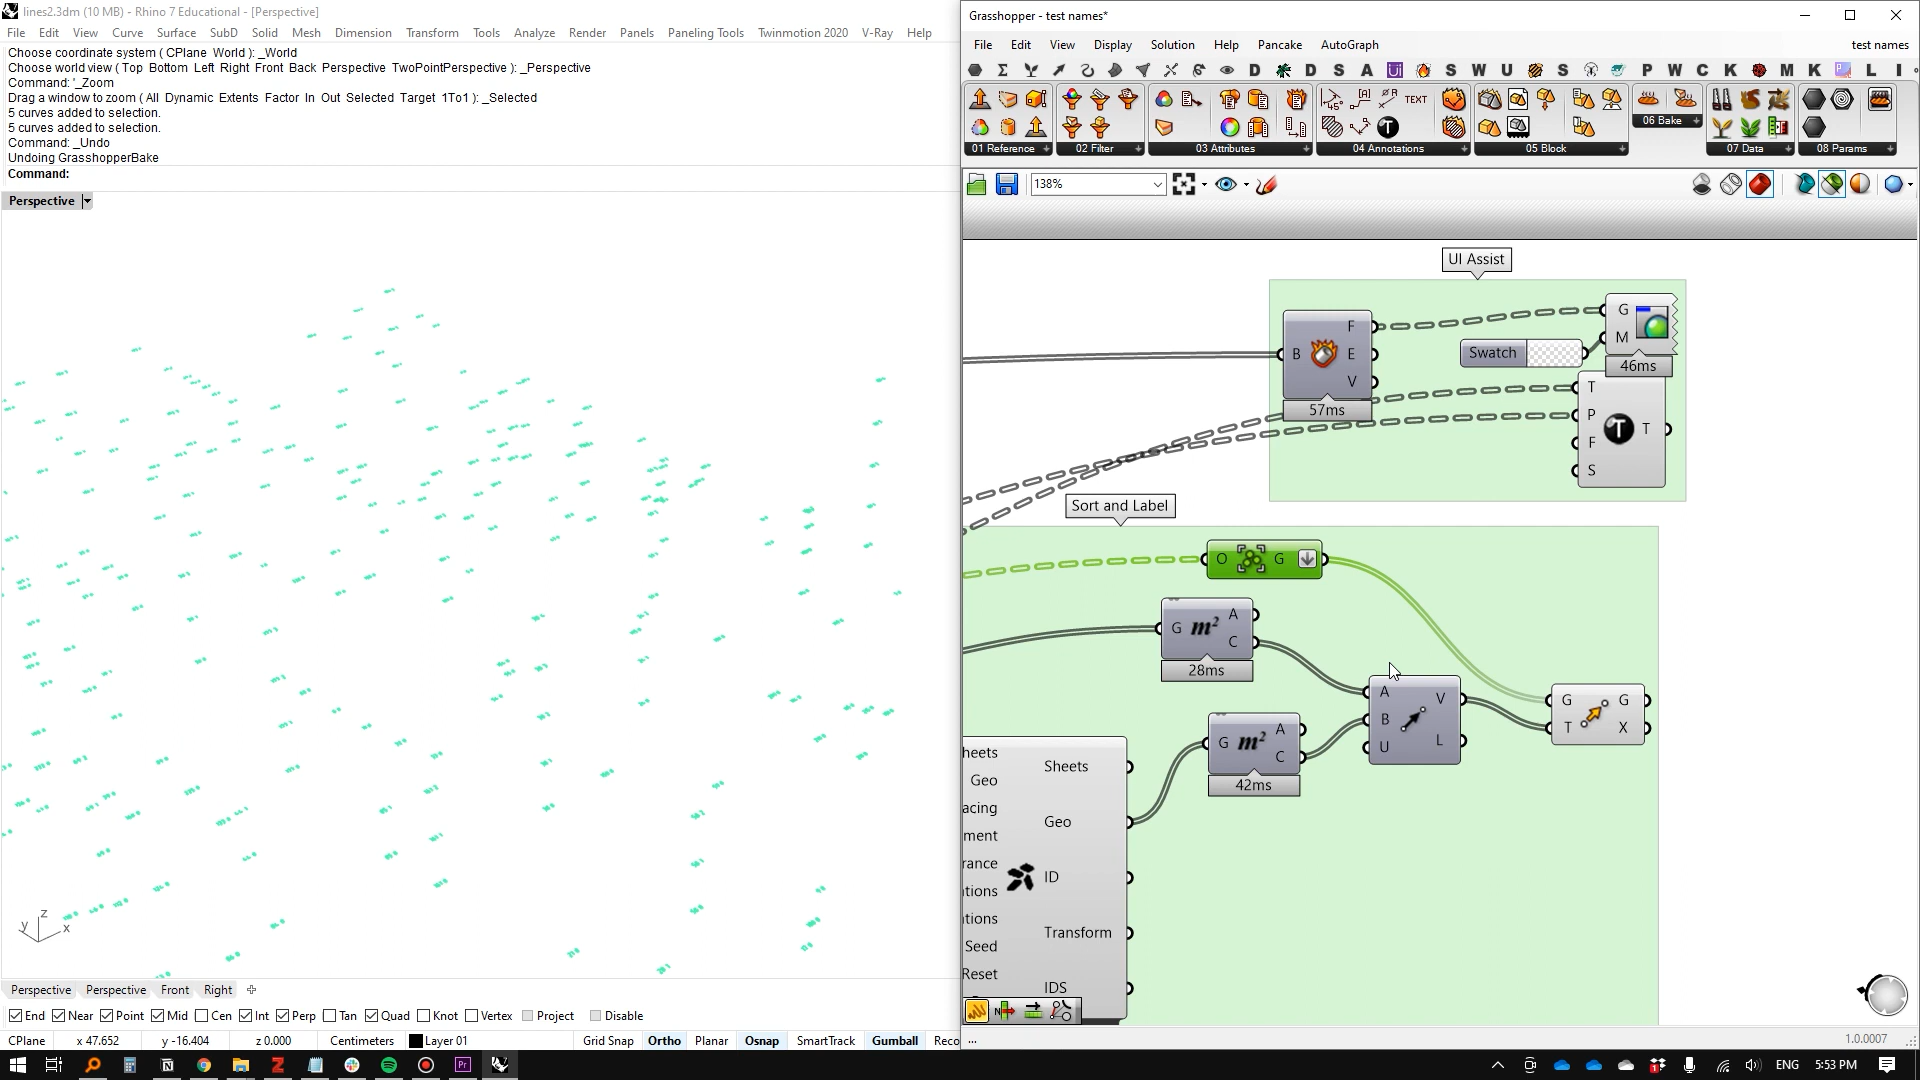 lines2.3dm (10 MB) - Rhino 7 Educational - [Perspective]
File Edit View Curve Surface SubD Solid Mesh Dimension Transform Tools Analyze Render Panels Paneling Tools Twinmotion 2020 V-Ray Help
Choose coordinate system ( CPlane World ): _World
Choose world view ( Top Bottom Left Right Front Back Perspective TwoPointPerspective ): _Perspective
Command: '_Zoom
Drag a window to zoom ( All Dynamic Extents Factor In Out Selected Target 1To1 ): _Selected
5 curves added to selection.
5 curves added to selection.
Command: _Undo
Undoing GrasshopperBake
Command:
Perspective
z
y
x
Perspective Perspective Front Right
End Near Point Mid Cen Int Perp Tan Quad Knot Vertex Project Disable
CPlane x 47.652 y -16.404 z 0.000 Centimeters Layer 01 Grid Snap Ortho Planar Osnap SmartTrack Gumball Reco
Grasshopper - test names*
File Edit View Display Solution Help Pancake AutoGraph test names
D D S A Ui S W U S P W C K M K L I
TEXT
T
01 Reference 02 Filter 03 Attributes 04 Annotations 05 Block 06 Bake 07 Data 08 Params
138%
UI Assist
B F E V
57ms
Swatch
G M
46ms
T P F S T T
Sort and Label
O G
G m² A C
28ms
G m² A C
42ms
A B U V L
G T G X
heets
Geo
acing
ment
rance
tions
tions
Seed
Reset
Sheets
Geo
ID
Transform
IDS
...
1.0.0007
N
Z
Pr
1
ENG 5:53 PM